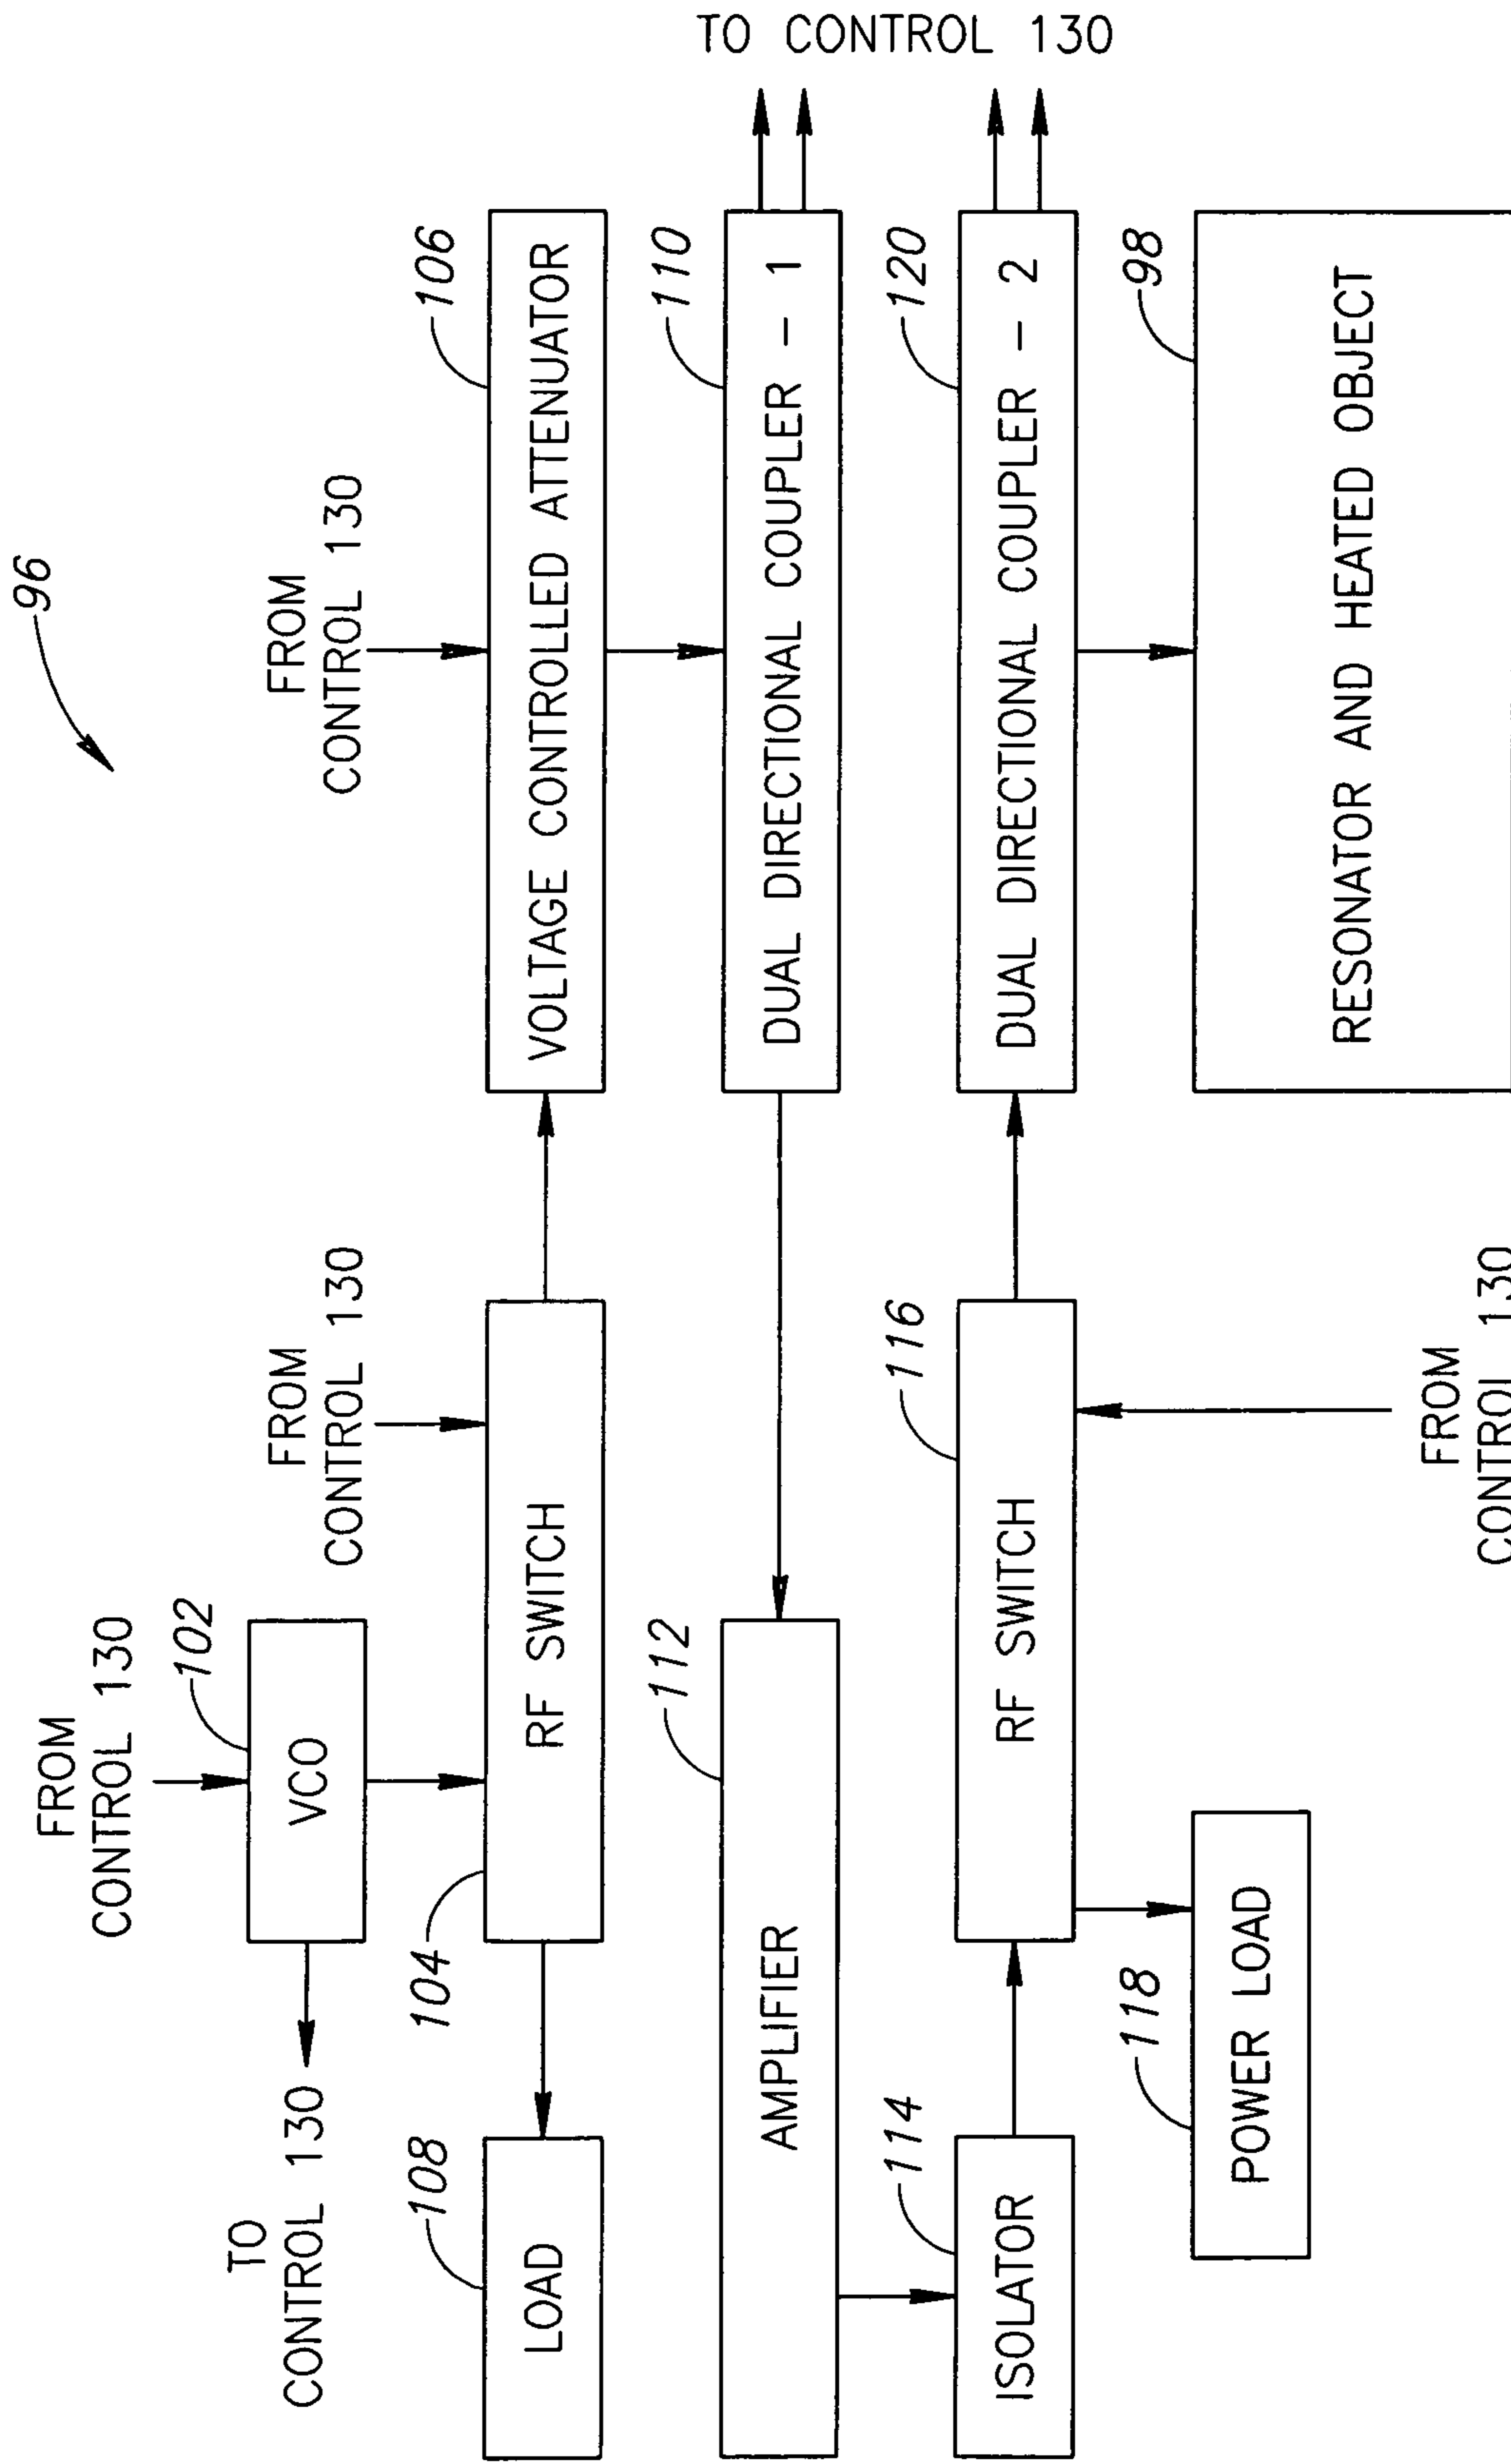 96
FROM
CONTROL 130
102
VCO
TO
CONTROL 130
FROM
CONTROL 130
FROM
CONTROL 130
108
LOAD
104
RF SWITCH
106
VOLTAGE CONTROLLED ATTENUATOR
112
AMPLIFIER
110
DUAL DIRECTIONAL COUPLER - 1
TO CONTROL 130
114
ISOLATOR
116
RF SWITCH
120
DUAL DIRECTIONAL COUPLER - 2
118
POWER LOAD
FROM
CONTROL 130
98
RESONATOR AND HEATED OBJECT